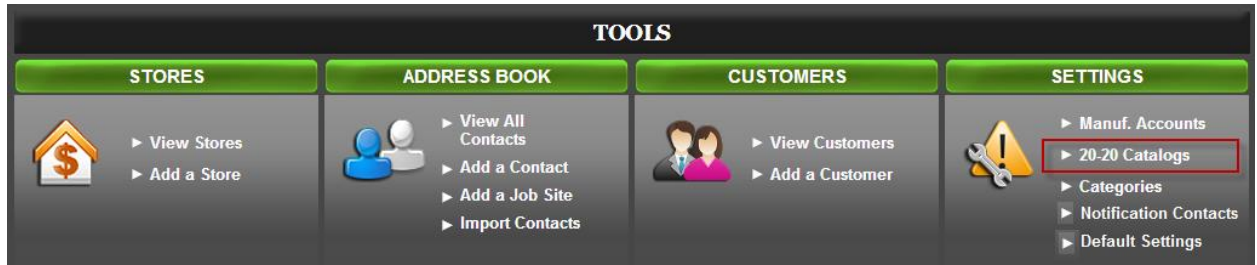 TOOLS
STORES
View Stores
Add a Store
ADDRESS BOOK
View All
Contacts
Add a Contact
Add a Job Site
Import Contacts
CUSTOMERS
View Customers
Add a Customer
SETTINGS
Manuf. Accounts
20-20 Catalogs
Categories
Notification Contacts
Default Settings